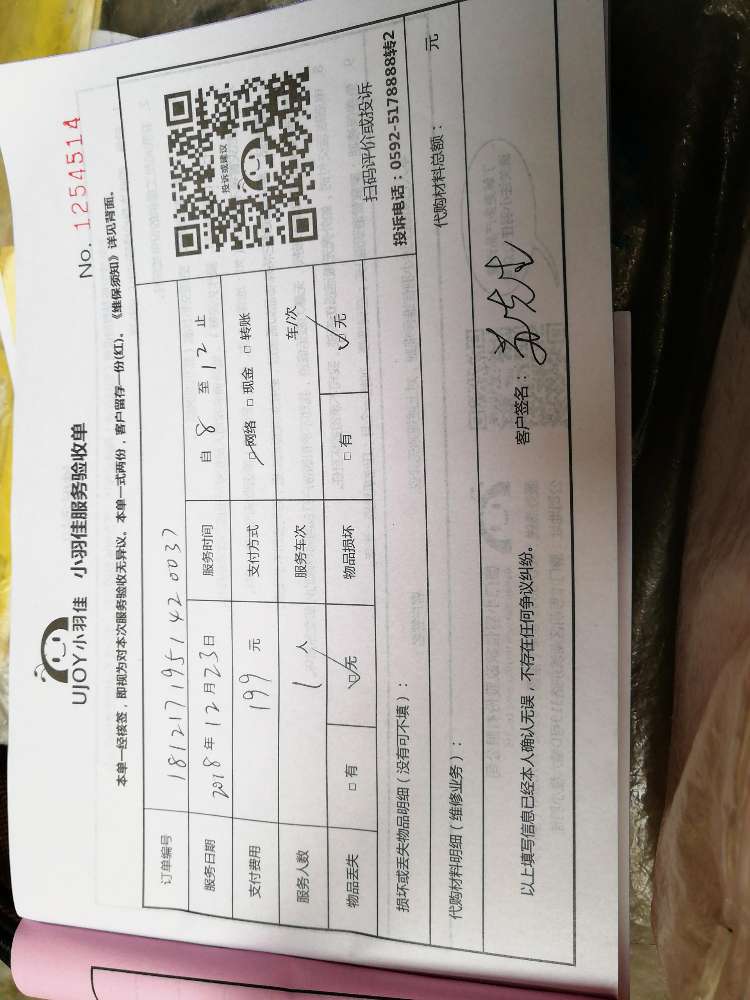 UJOY小羽佳 小羽佳服务验收单
No. 1254514
本单一经核签，即视为对本次服务验收无异议。本单一式两份，客户留存一份(红)。《维保须知》详见背面。
订单编号 181217195142003
服务日期 2018年12月23日 服务时间 自 8 至 12 止
支付费用 199 元 支付方式 网络 现金 转账
服务人数 1 人 服务车次 车/次
物品丢失 有 无 物品损坏 有 无
投诉或建议
扫码评价或投诉
投诉电话：0592-5178888转2
损坏或丢失物品明细（没有可不填）：
代购材料明细（维修业务）： 代购材料总额： 元
以上填写信息已经本人确认无误，不存在任何争议纠纷。 客户签名：